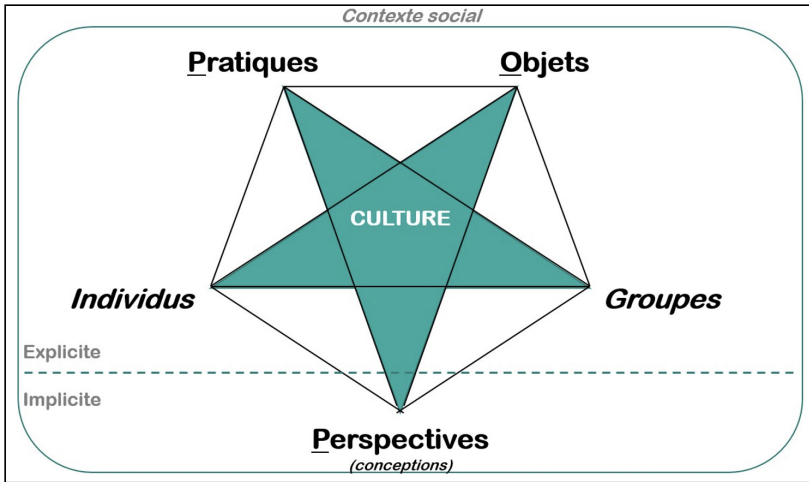 Contexte social
Pratiques
Objets
CULTURE
Individus
Groupes
Explicite
Implicite
Perspectives
(conceptions)